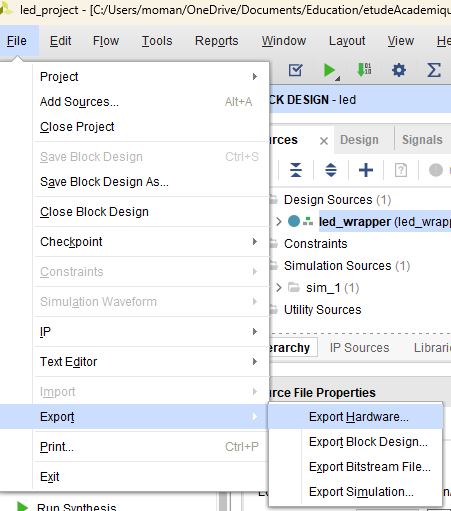 led_project - [C:/Users/moman/OneDrive/Documents/Education/etudeAcademiqu
File Edit Flow Tools Reports Window Layout View He
Project
Add Sources... Alt+A
Close Project
Save Block Design Ctrl+S
Save Block Design As...
Close Block Design
Checkpoint
Constraints
Simulation Waveform
IP
Text Editor
Import
Export
Print... Ctrl+P
Exit
Export Hardware...
Export Block Design...
Export Bitstream File...
Export Simulation...
CK DESIGN - led
rces Design Signals
Design Sources (1)
led_wrapper (led_wrapp
Constraints
Simulation Sources (1)
sim_1 (1)
Utility Sources
erarchy IP Sources Librari
urce File Properties
Run Synthesis